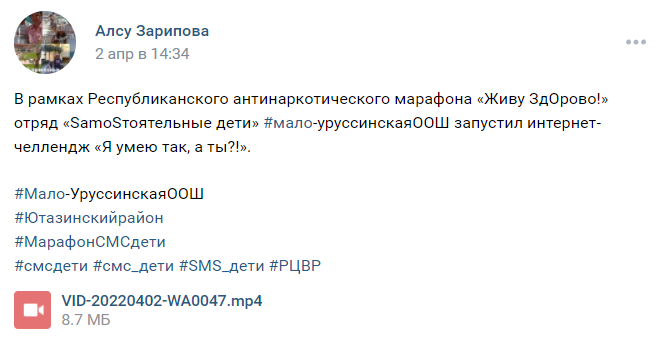 Алсу Зарипова
2 апр в 14:34
В рамках Республиканского антинаркотического марафона «Живу ЗдОрово!»
отряд «SamoSтоятельные дети» #мало-уруссинскаяООШ запустил интернет-
челлендж «Я умею так, а ты?!».
#Мало-УруссинскаяООШ
#Ютазинскийрайон
#МарафонСМСдети
#смсдети #смс_дети #SMS_дети #РЦВР
VID-20220402-WA0047.mp4
8.7 МБ